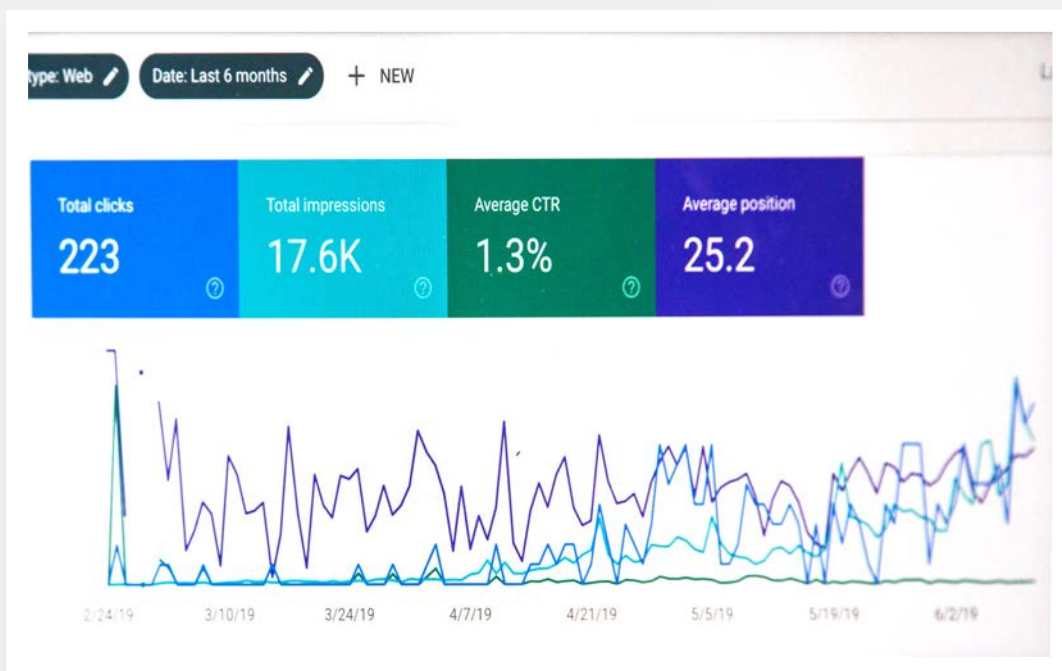 type: Web
Date: Last 6 months
+ NEW
Total clicks
223
Total impressions
17.6K
Average CTR
1.3%
Average position
25.2
2/24/19
3/10/19
3/24/19
4/7/19
4/21/19
5/5/19
5/19/19
6/2/19